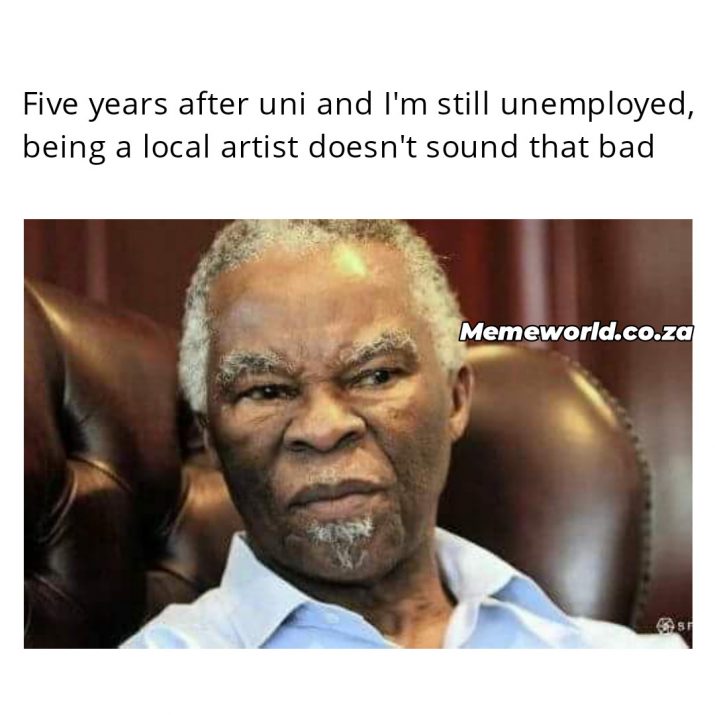 Five years after uni and I'm still unemployed,
being a local artist doesn't sound that bad
Memeworld.co.za